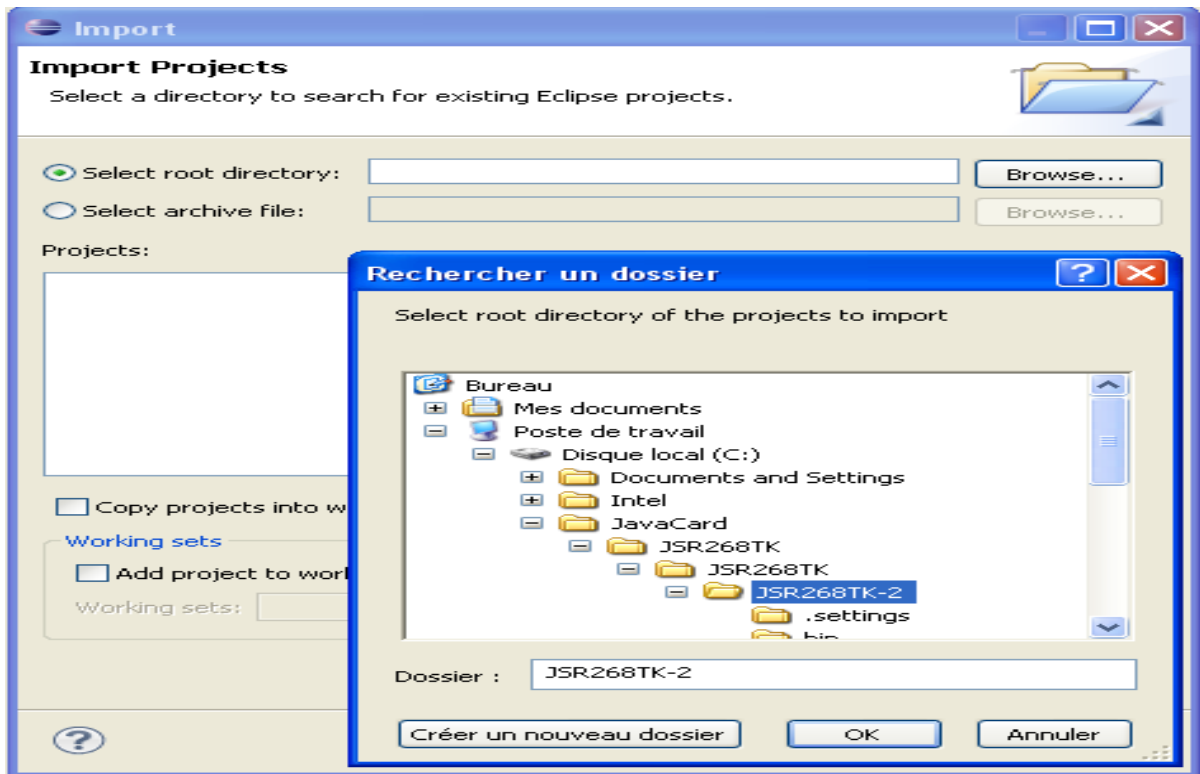 Import
Import Projects
Select a directory to search for existing Eclipse projects.
Select root directory: Browse...
Select archive file: Browse...
Projects:
Rechercher un dossier
Select root directory of the projects to import
Bureau
Mes documents
Poste de travail
Disque local (C:)
Documents and Settings
Intel
JavaCard
JSR268TK
JSR268TK
JSR268TK-2
.settings
bin
Copy projects into w
Working sets
Add project to worl
Working sets:
Dossier : JSR268TK-2
Créer un nouveau dossier OK Annuler